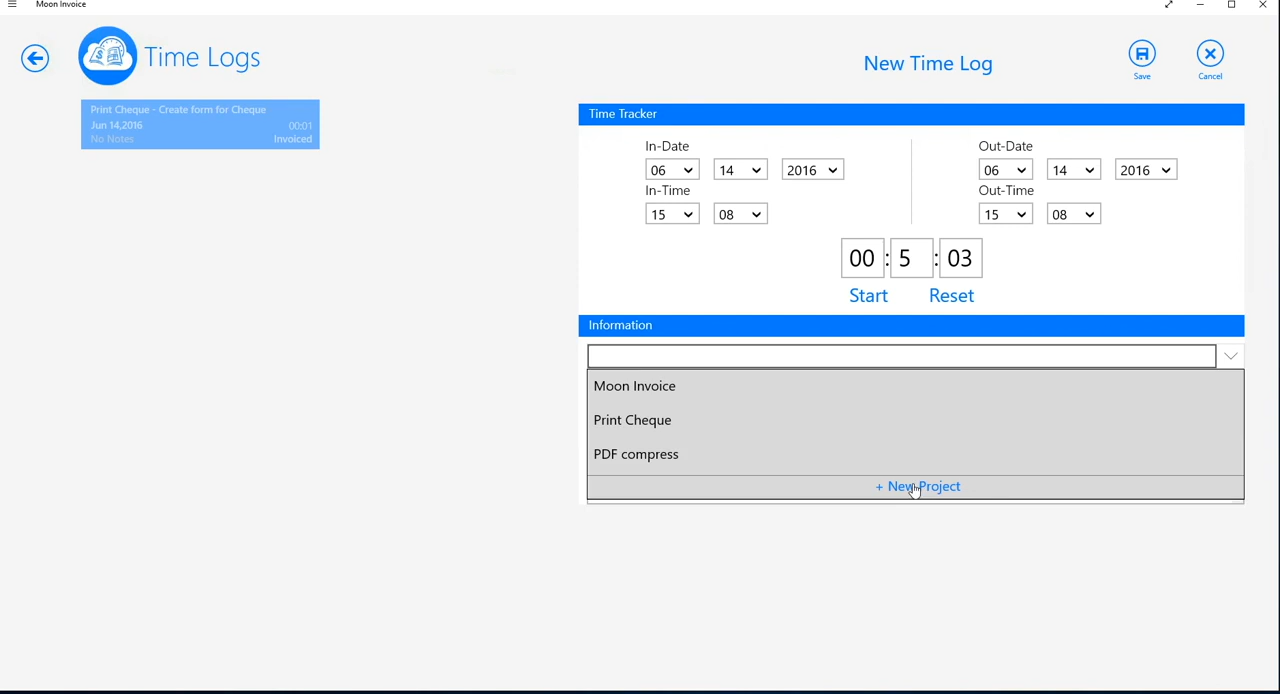 Moon Invoice
Time Logs
New Time Log
Save
Cancel
Print Cheque - Create form for Cheque
Jun 14,2016 00:01
No Notes Invoiced
Time Tracker
In-Date Out-Date
06 14 2016 06 14 2016
In-Time Out-Time
15 08 15 08
00 : 5 : 03
Start Reset
Information
Moon Invoice
Print Cheque
PDF compress
+ New Project